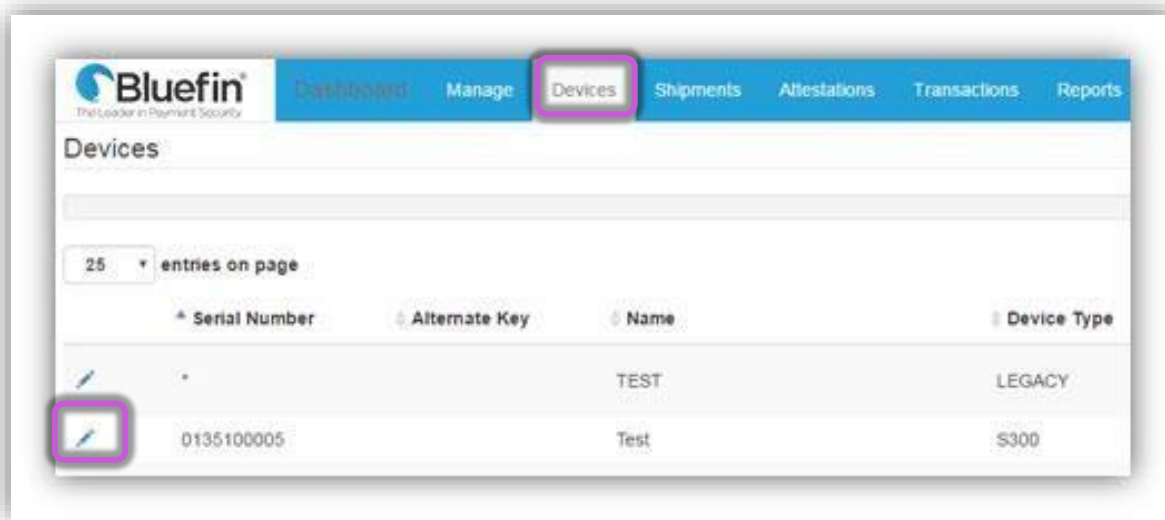 Bluefin®
The Leader in Payment Security
Dashboard Manage Devices Shipments Attestations Transactions Reports
Devices
25 entries on page
Serial Number Alternate Key Name Device Type
* TEST LEGACY
0135100005 Test S300